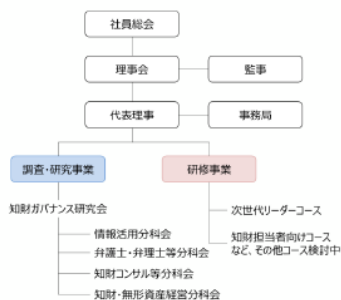 社員総会
理事会
監事
代表理事
事務局
調査・研究事業
研修事業
知財ガバナンス研究会
情報活用分科会
弁護士・弁理士等分科会
知財コンサル等分科会
知財・無形資産経営分科会
次世代リーダーコース
知財担当者向けコース
など、その他コース検討中